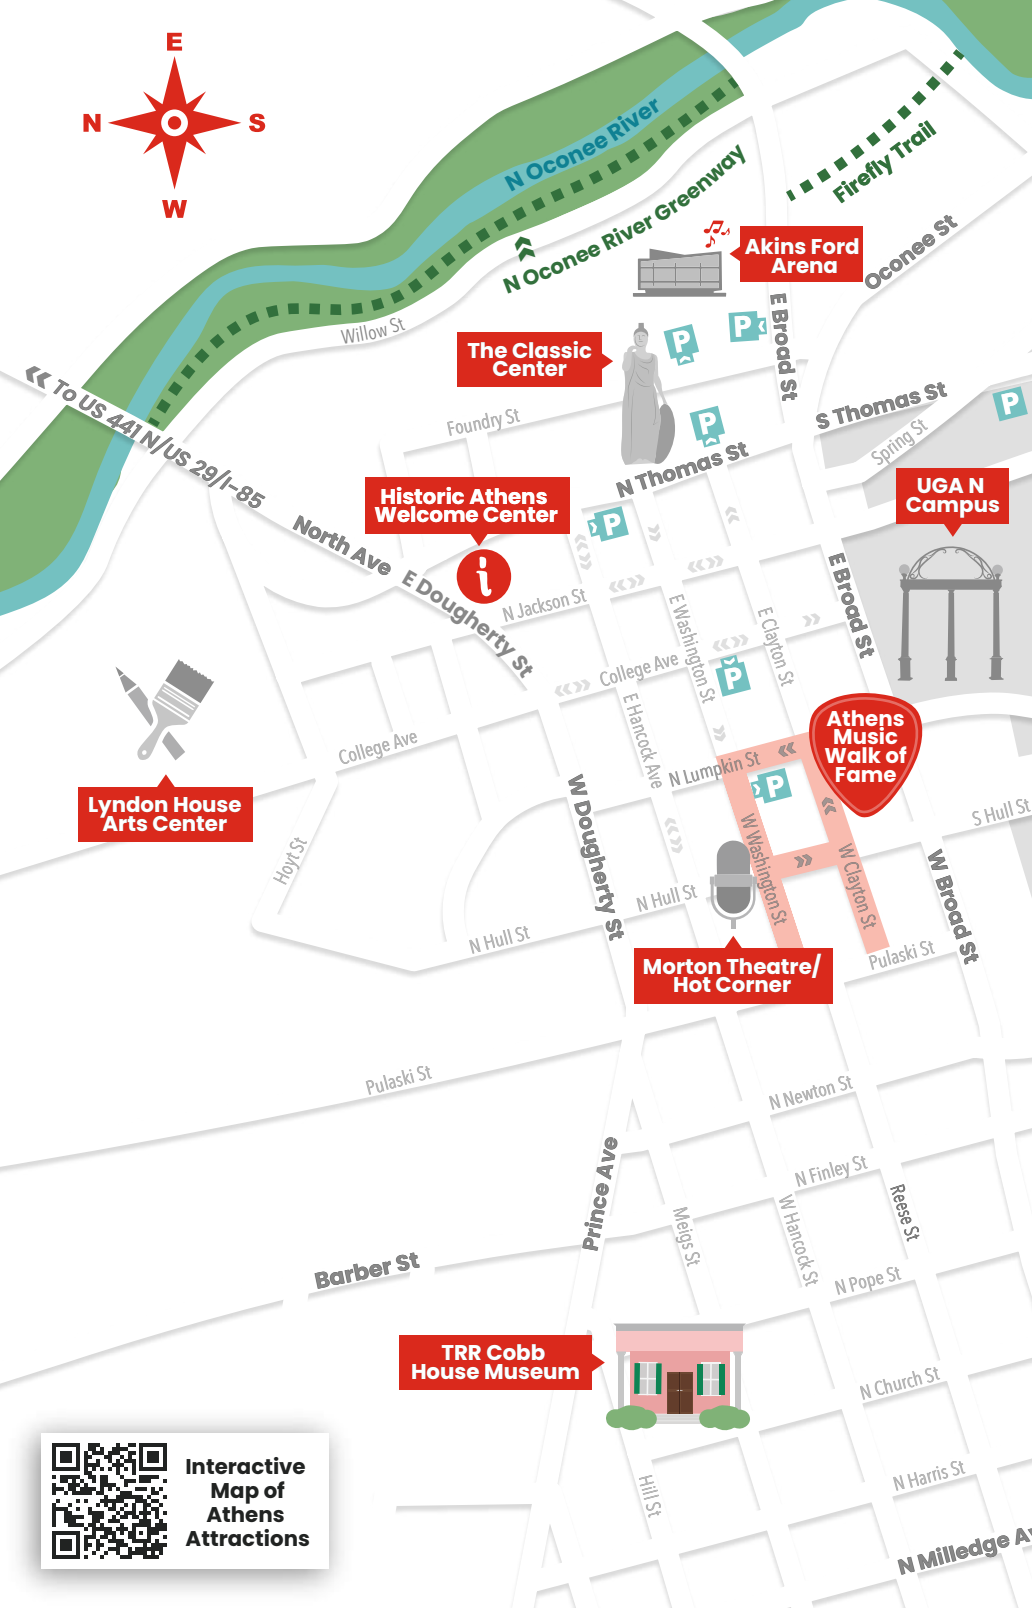 E
N
S
W
N Oconee River
N Oconee River Greenway
Firefly Trail
Akins Ford
Arena
Oconee St
Willow St
E Broad St
P
P
The Classic
Center
To US 441 N/US 29/I-85
S Thomas St
P
Foundry St
P
Spring St
N Thomas St
Historic Athens
Welcome Center
UGA N
Campus
P
North Ave
i
E Dougherty St
N Jackson St
E Washington St
E Clayton St
E Broad St
College Ave
P
E Hancock Ave
College Ave
Athens
Music
Walk of
Fame
N Lumpkin St
P
Lyndon House
Arts Center
W Dougherty St
Hoyt St
W Washington St
W Clayton St
S Hull St
W Broad St
N Hull St
N Hull St
Pulaski St
Morton Theatre/
Hot Corner
Pulaski St
N Newton St
Prince Ave
N Finley St
Meigs St
W Hancock St
Reese St
Barber St
N Pope St
TRR Cobb
House Museum
N Church St
Hill St
N Harris St
N Milledge Av
Interactive
Map of
Athens
Attractions